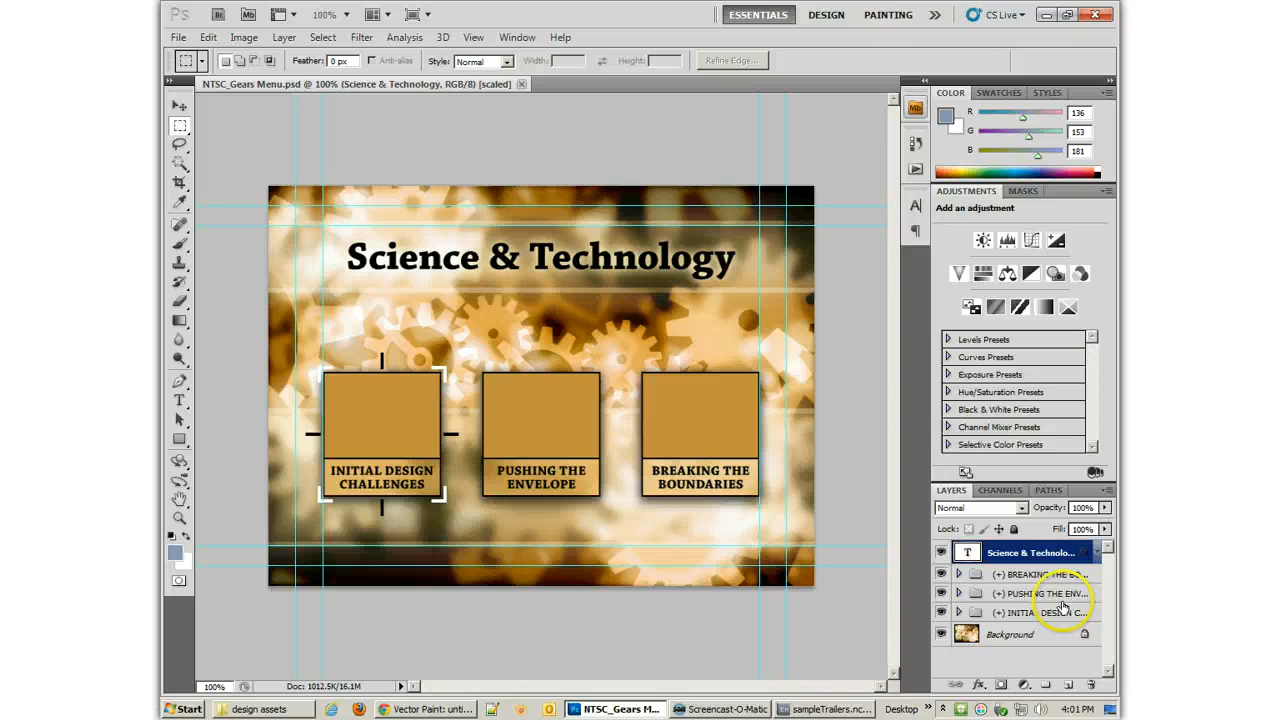 Ps Br Mb 100% ESSENTIALS DESIGN PAINTING CS Live
File Edit Image Layer Select Analysis Filter 3D View Window Help
Feather: 0 px Anti-alias Style: Normal Width: Height: Refine Edge...
NTSC_Gears Menu.psd @ 100% (Science & Technology, RGB/8) [scaled]
COLOR SWATCHES STYLES
R 136
G 153
B 181
ADJUSTMENTS MASKS
Add an adjustment
Levels Presets
Curves Presets
Exposure Presets
Hue/Saturation Presets
Black & White Presets
Channel Mixer Presets
Selective Color Presets
Science & Technology
INITIAL DESIGN
CHALLENGES
PUSHING THE
ENVELOPE
BREAKING THE
BOUNDARIES
LAYERS CHANNELS PATHS
Normal Opacity: 100%
Lock: Fill: 100%
T Science & Technolo...
(+) BREAKING THE BO...
(+) PUSHING THE ENV...
(+) INITIAL DESIGN C...
Background
100% Doc: 1012.5K/16.1M
Start design assets Vector Paint: unti... NTSC_Gears M... Screencast-O-Matic sampleTrailers.nc... Desktop 4:01 PM